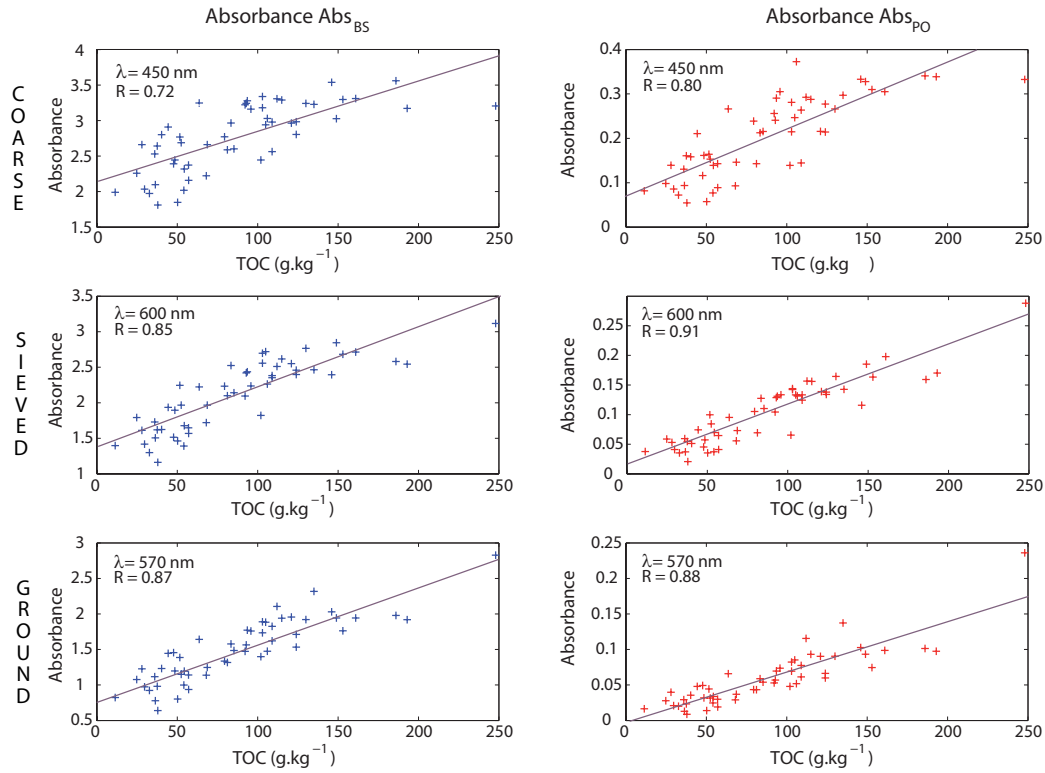 Absorbance Abs_BS
Absorbance Abs_PO
COARSE
4
3.5
3
2.5
2
1.5
Absorbance
λ = 450 nm
R = 0.72
0 50 100 150 200 250
TOC (g.kg⁻¹)
0.4
0.3
0.2
0.1
0
Absorbance
λ = 450 nm
R = 0.80
0 50 100 150 200 250
TOC (g.kg )
SIEVED
3.5
3
2.5
2
1.5
1
Absorbance
λ = 600 nm
R = 0.85
0 50 100 150 200 250
TOC (g.kg⁻¹)
0.25
0.2
0.15
0.1
0.05
0
Absorbance
λ = 600 nm
R = 0.91
0 50 100 150 200 250
TOC (g.kg⁻¹)
GROUND
3
2.5
2
1.5
1
0.5
Absorbance
λ = 570 nm
R = 0.87
0 50 100 150 200 250
TOC (g.kg⁻¹)
0.25
0.2
0.15
0.1
0.05
0
Absorbance
λ = 570 nm
R = 0.88
0 50 100 150 200 250
TOC (g.kg⁻¹)